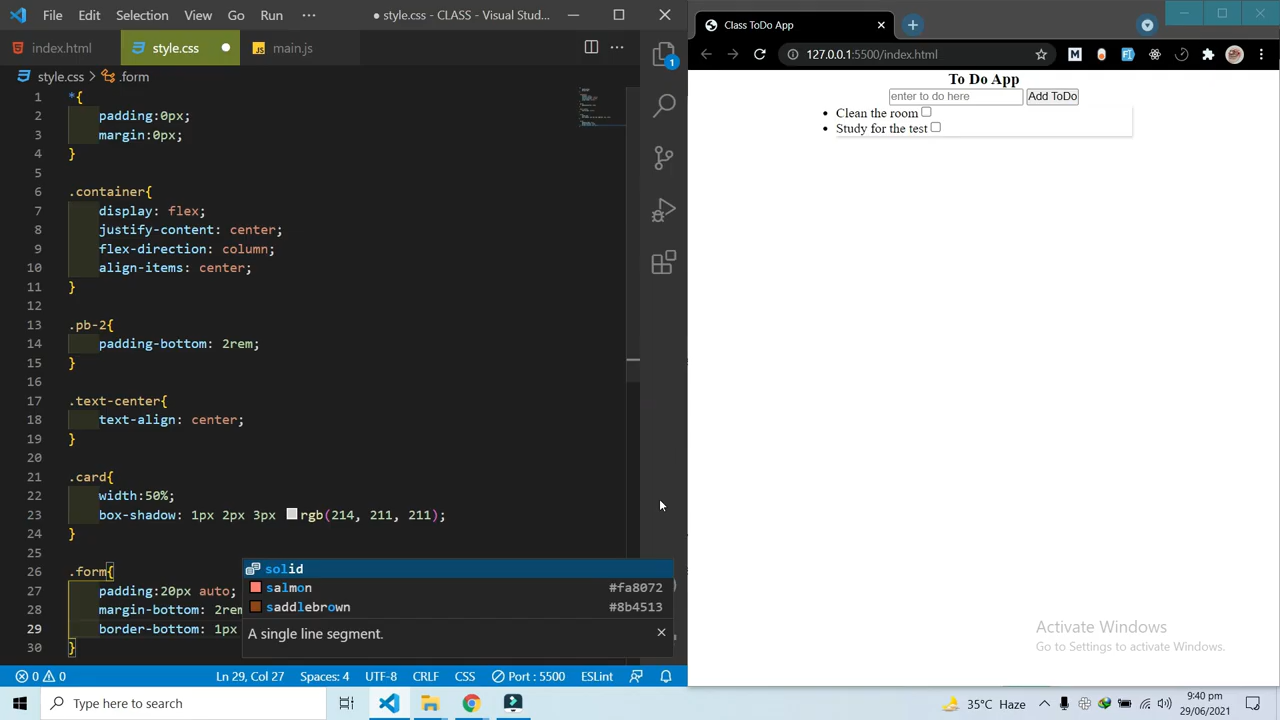 File Edit Selection View Go Run ··· ● style.css - CLASS - Visual Stud...
index.html style.css ● main.js ···
style.css > .form
1 *{
2 padding:0px;
3 margin:0px;
4 }
5
6 .container{
7 display: flex;
8 justify-content: center;
9 flex-direction: column;
10 align-items: center;
11 }
12
13 .pb-2{
14 padding-bottom: 2rem;
15 }
16
17 .text-center{
18 text-align: center;
19 }
20
21 .card{
22 width:50%;
23 box-shadow: 1px 2px 3px rgb(214, 211, 211);
24 }
25
26 .form{
27 padding:20px auto;
28 margin-bottom: 2rem
29 border-bottom: 1px
30 }
solid
salmon #fa8072
saddlebrown #8b4513
A single line segment.
1
0 0 Ln 29, Col 27 Spaces: 4 UTF-8 CRLF CSS Port : 5500 ESLint
Class ToDo App
127.0.0.1:5500/index.html
To Do App
enter to do here Add ToDo
• Clean the room
• Study for the test
Activate Windows
Go to Settings to activate Windows.
Type here to search
35°C Haze
9:40 pm
29/06/2021